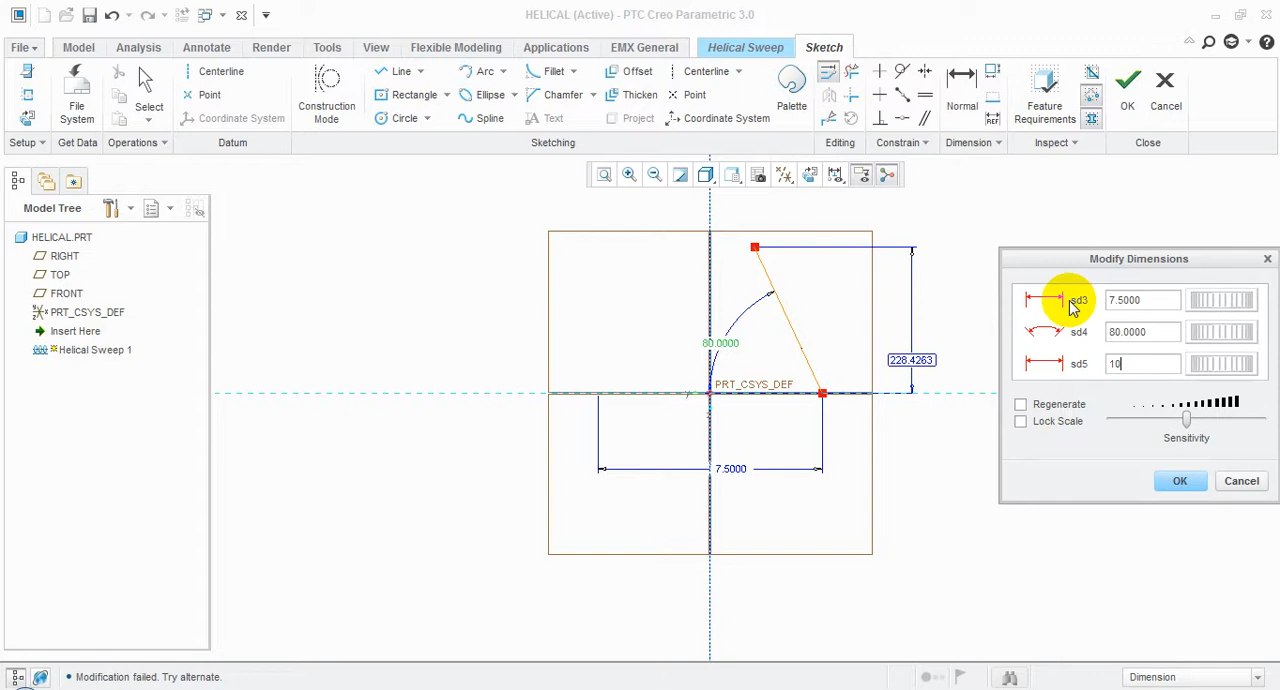 HELICAL (Active) - PTC Creo Parametric 3.0
File Model Analysis Annotate Render Tools View Flexible Modeling Applications EMX General Helical Sweep Sketch
Centerline Line Arc Fillet Offset Centerline
Point Rectangle Ellipse Chamfer Thicken Point
Coordinate System Circle Spline Text Project Coordinate System
File System Select Construction Mode Palette Normal Feature Requirements OK Cancel
Setup Get Data Operations Datum Sketching Editing Constrain Dimension Inspect Close
Model Tree
HELICAL.PRT
RIGHT
TOP
FRONT
PRT_CSYS_DEF
Insert Here
Helical Sweep 1
80.0000
228.4263
PRT_CSYS_DEF
7.5000
Modify Dimensions
sd3 7.5000
sd4 80.0000
sd5 10
Regenerate
Lock Scale
Sensitivity
OK Cancel
REF
Modification failed. Try alternate.
Dimension